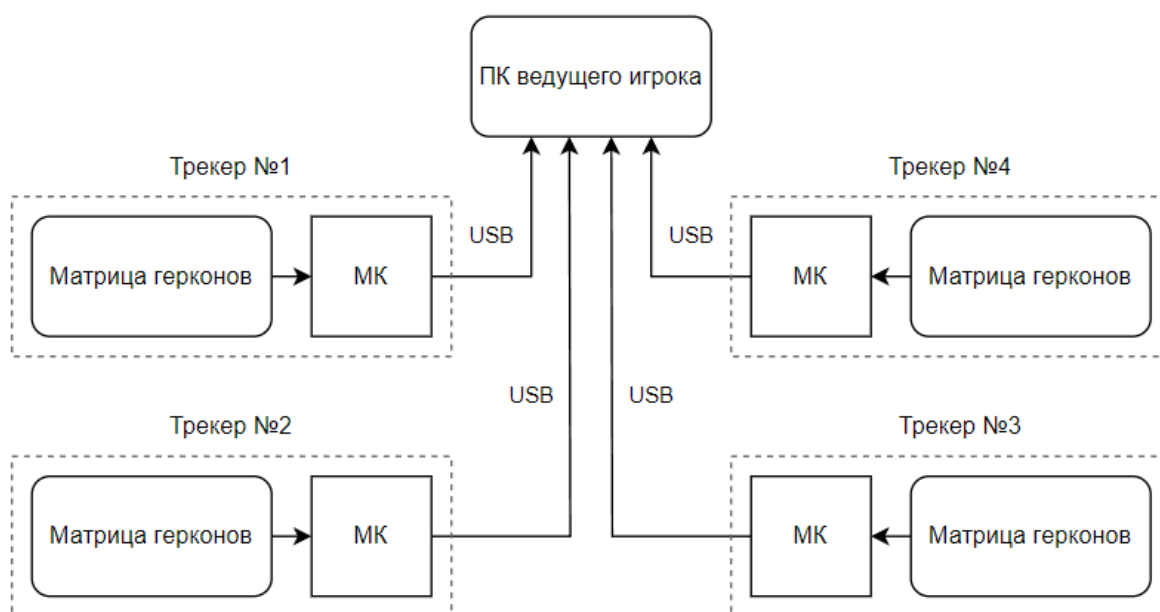 ПК ведущего игрока
Трекер №1
Трекер №4
USB
USB
Матрица герконов
МК
МК
Матрица герконов
USB
USB
Трекер №2
Трекер №3
Матрица герконов
МК
МК
Матрица герконов